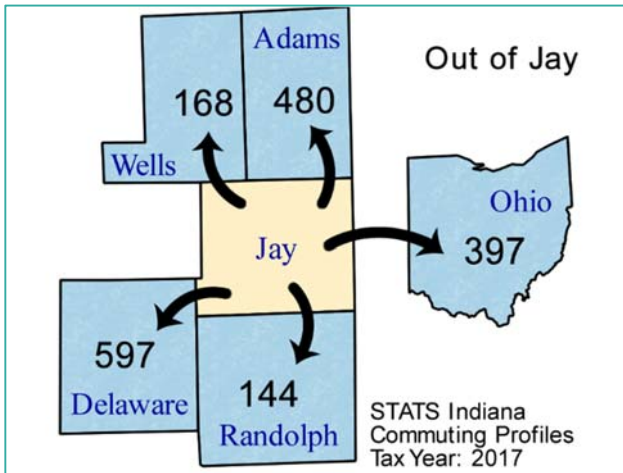 Adams
Out of Jay
168
480
Wells
Ohio
397
Jay
597
Delaware
144
Randolph
STATS Indiana
Commuting Profiles
Tax Year: 2017